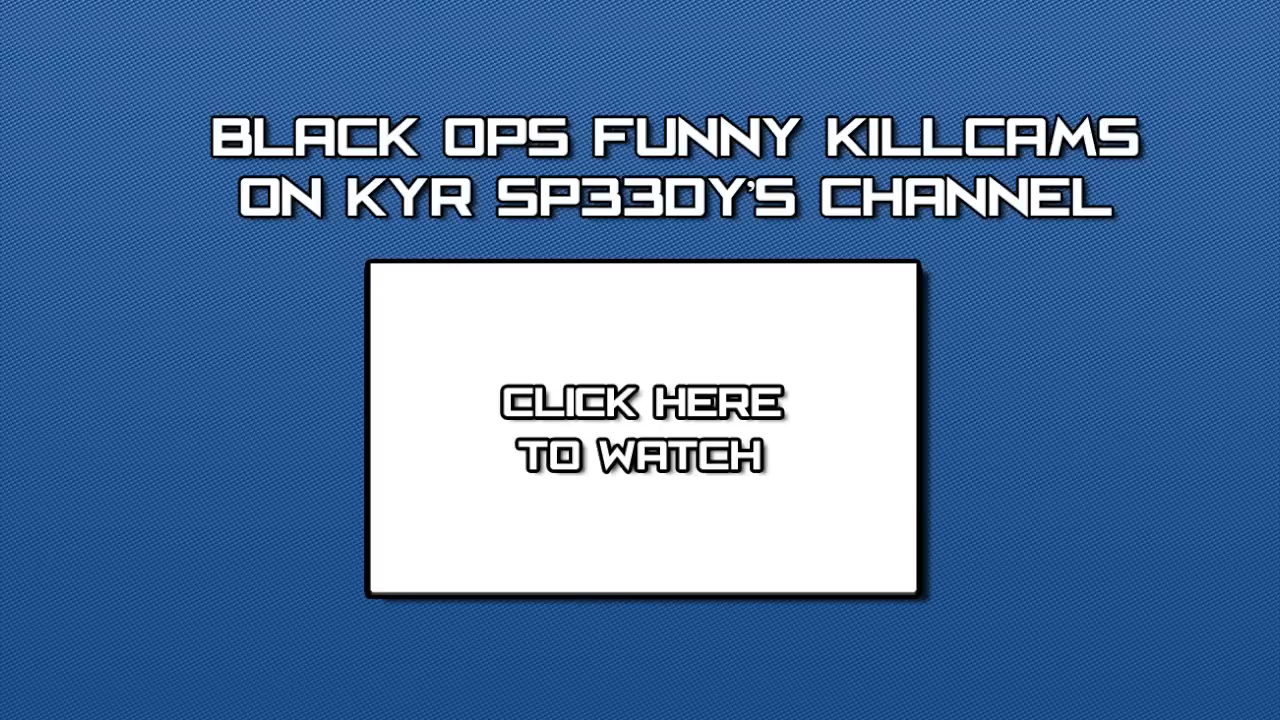 BLACK OPS FUNNY KILLCAMS
ON KYR SP33DY'S CHANNEL
CLICK HERE
TO WATCH